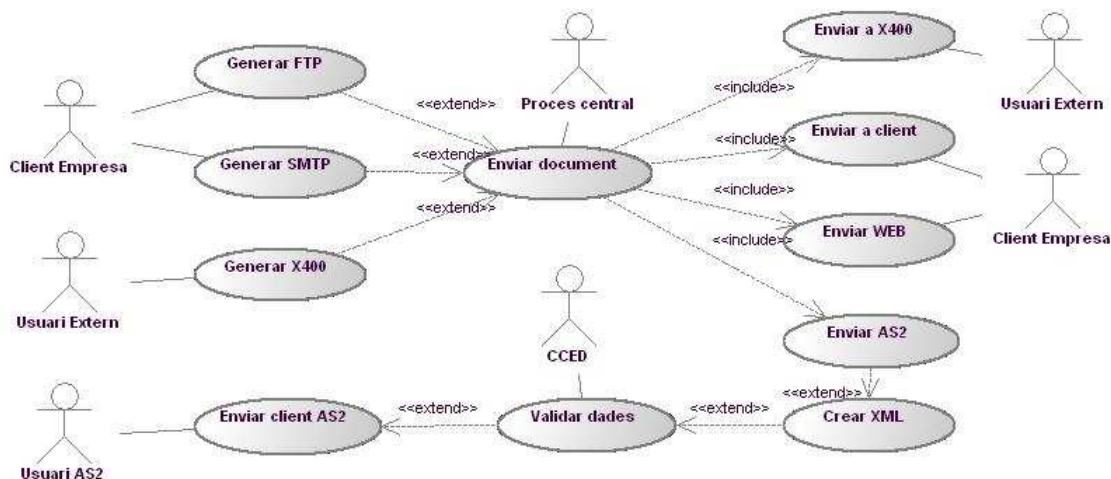 Enviar a X400
Generar FTP
<<include>>
Usuari Extern
<<extend>>
Proces central
Client Empresa
Enviar a client
<<include>>
Generar SMTP
<<extend>>
Enviar document
<<include>>
<<extend>>
Enviar WEB
Client Empresa
<<include>>
Generar X400
Usuari Extern
Enviar AS2
CCED
<<extend>>
Enviar client AS2
<<extend>>
Validar dades
<<extend>>
Crear XML
Usuari AS2